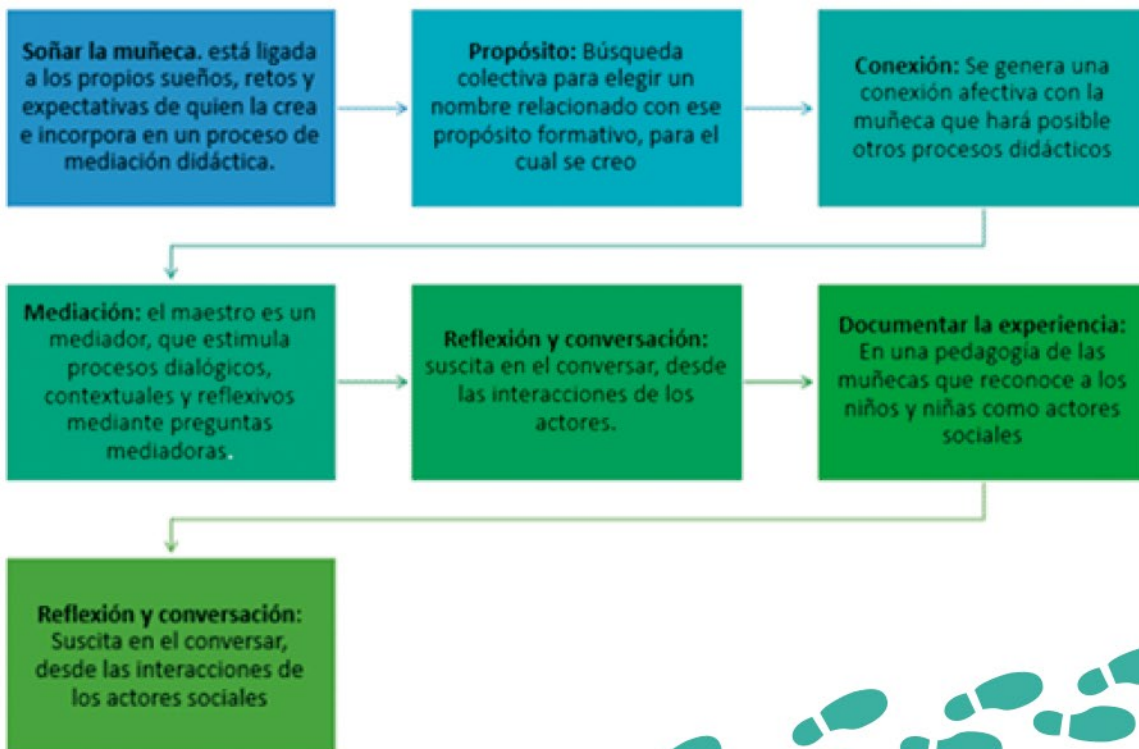 Soñar la muñeca. está ligada
a los propios sueños, retos y
expectativas de quien la crea
e incorpora en un proceso de
mediación didáctica.
Propósito: Búsqueda
colectiva para elegir un
nombre relacionado con ese
propósito formativo, para el
cual se creo
Conexión: Se genera una
conexión afectiva con la
muñeca que hará posible
otros procesos didácticos
Mediación: el maestro es un
mediador, que estimula
procesos dialógicos,
contextuales y reflexivos
mediante preguntas
mediadoras.
Reflexión y conversación:
suscita en el conversar, desde
las interacciones de los
actores.
Documentar la experiencia:
En una pedagogía de las
muñecas que reconoce a los
niños y niñas como actores
sociales
Reflexión y conversación:
Suscita en el conversar,
desde las interacciones de
los actores sociales